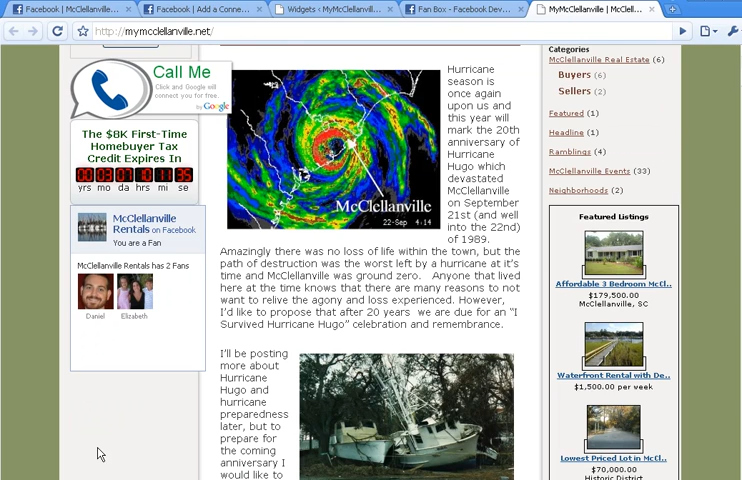 Facebook | McClellanville...
Facebook | Add a Conne...
Widgets ‹ MyMcClellanvill...
Fan Box - Facebook Dev...
MyMcClellanville | McClell...
http://mymcclellanville.net/
Call Me
Click and Google will
connect you for free.
by Google
The $8K First-Time
Homebuyer Tax
Credit Expires In
00 03 07 10 11 35
yrs mo da hrs mi se
McClellanville
Rentals on Facebook
You are a Fan
McClellanville Rentals has 2 Fans
Daniel
Elizabeth
McClellanville
22-Sep 4:14
Hurricane
season is
once again
upon us and
this year will
mark the 20th
anniversary of
Hurricane
Hugo which
devastated
McClellanville
on September
21st (and well
into the 22nd)
of 1989.
Amazingly there was no loss of life within the town, but the
path of destruction was the worst left by a hurricane at it's
time and McClellanville was ground zero. Anyone that lived
here at the time knows that there are many reasons to not
want to relive the agony and loss experienced. However,
I'd like to propose that after 20 years we are due for an "I
Survived Hurricane Hugo" celebration and remembrance.
I'll be posting
more about
Hurricane
Hugo and
hurricane
preparedness
later, but to
prepare for
the coming
anniversary I
would like to
Categories
McClellanville Real Estate (6)
Buyers (6)
Sellers (2)
Featured (1)
Headline (1)
Ramblings (4)
McClellanville Events (33)
Neighborhoods (2)
Featured Listings
Affordable 3 Bedroom McCl..
$179,500.00
McClellanville, SC
Waterfront Rental with De..
$1,500.00 per week
Lowest Priced Lot in McCl..
$70,000.00
Historic District